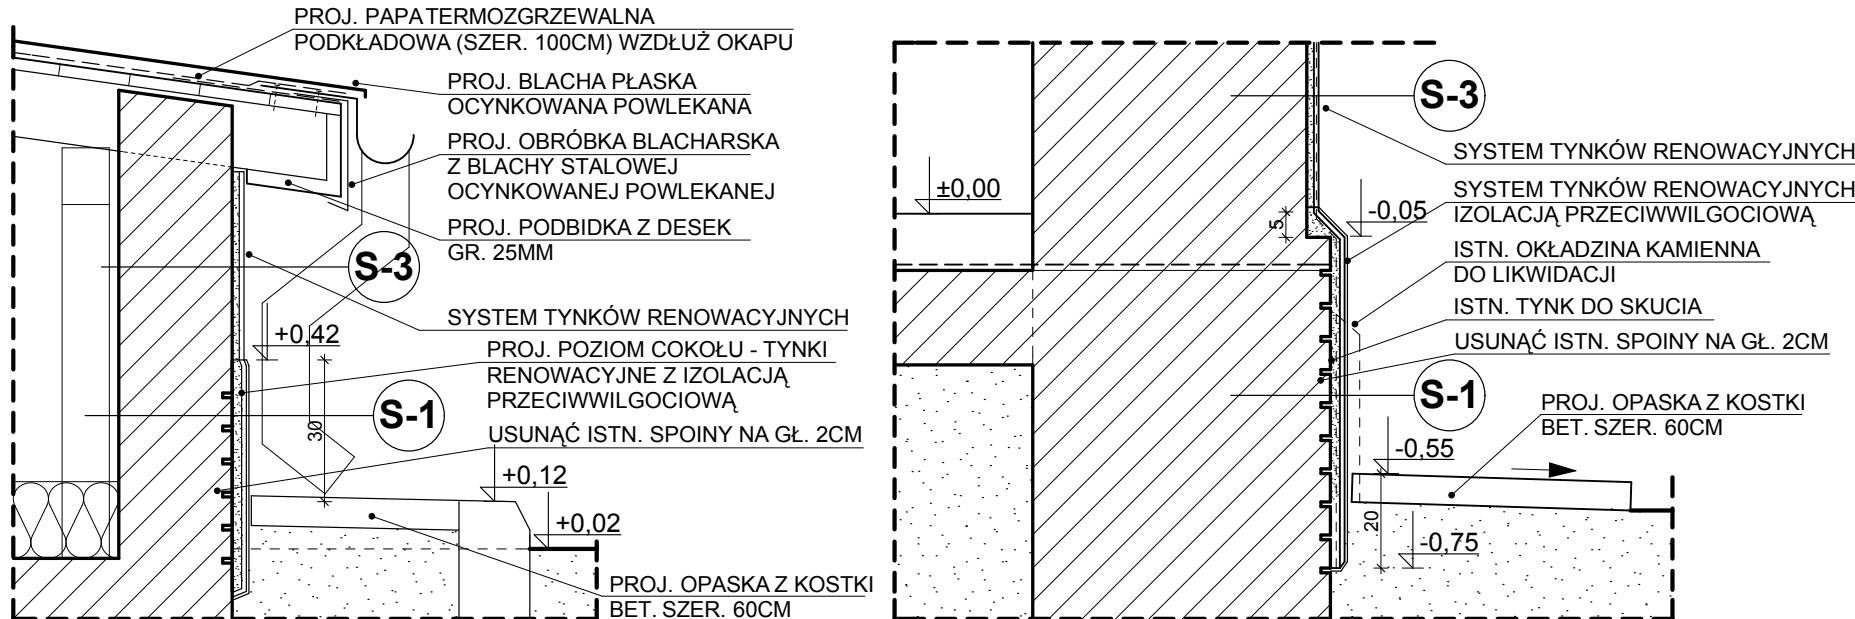 PROJ. PAPA TERMOZGRZEWALNA
PODKŁADOWA (SZER. 100CM) WZDŁUŻ OKAPU
PROJ. BLACHA PŁASKA
OCYNKOWANA POWLEKANA
PROJ. OBRÓBKA BLACHARSKA
Z BLACHY STALOWEJ
OCYNKOWANEJ POWLEKANEJ
PROJ. PODBIDKA Z DESEK
GR. 25MM
S-3
SYSTEM TYNKÓW RENOWACYJNYCH
+0,42
PROJ. POZIOM COKOŁU - TYNKI
RENOWACYJNE Z IZOLACJĄ
PRZECIWWILGOCIOWĄ
S-1
30
USUNĄĆ ISTN. SPOINY NA GŁ. 2CM
+0,12
+0,02
PROJ. OPASKA Z KOSTKI
BET. SZER. 60CM
S-3
SYSTEM TYNKÓW RENOWACYJNYCH
±0,00
SYSTEM TYNKÓW RENOWACYJNYCH
IZOLACJĄ PRZECIWWILGOCIOWĄ
-0,05
5
ISTN. OKŁADZINA KAMIENNA
DO LIKWIDACJI
ISTN. TYNK DO SKUCIA
USUNĄĆ ISTN. SPOINY NA GŁ. 2CM
S-1
PROJ. OPASKA Z KOSTKI
BET. SZER. 60CM
-0,55
20
-0,75